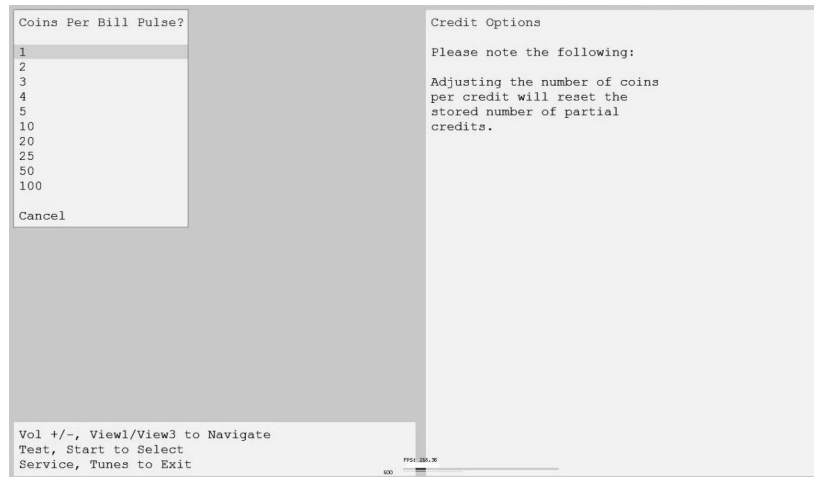 Coins Per Bill Pulse?
1
2
3
4
5
10
20
25
50
100
Cancel
Credit Options
Please note the following:
Adjusting the number of coins
per credit will reset the
stored number of partial
credits.
Vol +/-, View1/View3 to Navigate
Test, Start to Select
Service, Tunes to Exit